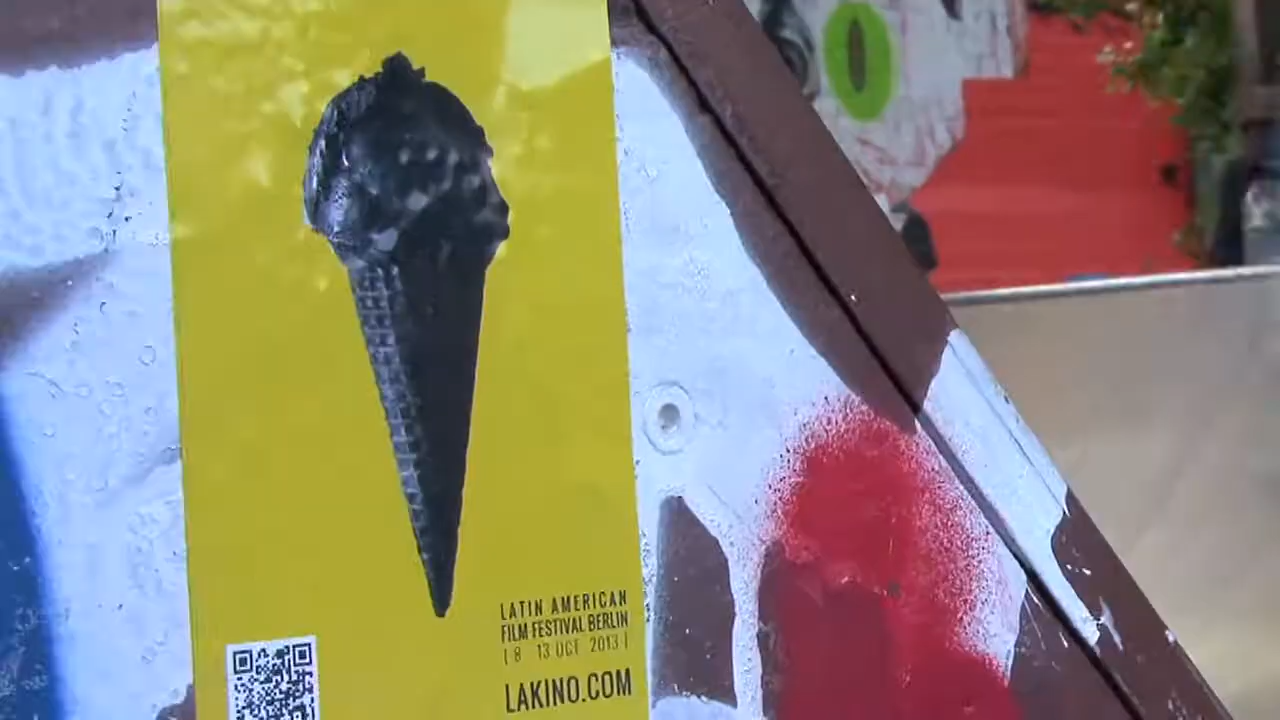 LATIN AMERICAN
FILM FESTIVAL BERLIN
| 8 13 OCT 2013 |
LAKINO.COM